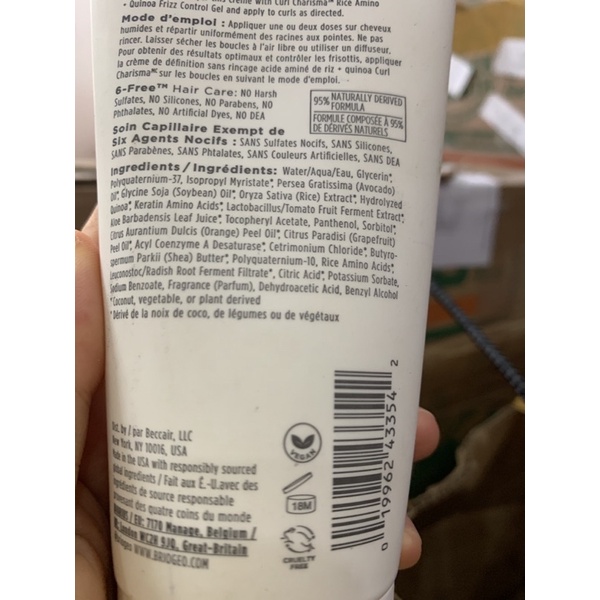 crème with Curl Charisma™ Rice Amino
+ Quinoa Frizz Control Gel and apply to curls as directed.
Mode d'emploi : Appliquer une ou deux doses sur cheveux
humides et répartir uniformément des racines aux pointes. Ne pas
rincer. Laisser sécher les boucles à l'air libre ou utiliser un diffuseur.
Pour obtenir des résultats optimaux et contrôler les frisottis, appliquer
la crème de définition sans rinçage acide aminé de riz + quinoa Curl
Charisma sur les boucles en suivant le mode d'emploi.
6-Free™ Hair Care: NO Harsh
Sulfates, NO Silicones, NO Parabens, NO
Phthalates, NO Artificial Dyes, NO DEA
95% NATURALLY DERIVED
FORMULA
FORMULE COMPOSÉE À 95%
DE DÉRIVÉS NATURELS
Soin Capillaire Exempt de
Six Agents Nocifs : SANS Sulfates Nocifs, SANS Silicones,
SANS Parabènes, SANS Phtalates, SANS Couleurs Artificielles, SANS DEA
Ingredients / Ingrédients: Water/Aqua/Eau, Glycerin*,
Polyquaternium-37, Isopropyl Myristate*, Persea Gratissima (Avocado)
Oil*, Glycine Soja (Soybean) Oil*, Oryza Sativa (Rice) Extract*, Hydrolyzed
Quinoa*, Keratin Amino Acids*, Lactobacillus/Tomato Fruit Ferment Extract*,
Aloe Barbadensis Leaf Juice*, Tocopheryl Acetate, Panthenol, Sorbitol*,
Citrus Aurantium Dulcis (Orange) Peel Oil*, Citrus Paradisi (Grapefruit)
Peel Oil*, Acyl Coenzyme A Desaturase*, Cetrimonium Chloride*, Butyro-
spermum Parkii (Shea) Butter*, Polyquaternium-10, Rice Amino Acids*,
Leuconostoc/Radish Root Ferment Filtrate*, Citric Acid*, Potassium Sorbate,
Sodium Benzoate, Fragrance (Parfum), Dehydroacetic Acid, Benzyl Alcohol
*Coconut, vegetable, or plant derived
*Dérivé de la noix de coco, de légumes ou de végétaux
Dist. by / par Beccair, LLC
New York, NY 10016, USA
Made in the USA with responsibly sourced
global ingredients / Fait aux É.-U.avec des
ingrédients de source responsable
provenant des quatre coins du monde
/ EU: 7170 Manage, Belgium /
London WC2H 9JQ, Great-Britain
WWW.BRIOGEO.COM
VEGAN
18M
CRUELTY
FREE
0 19962 43354 2